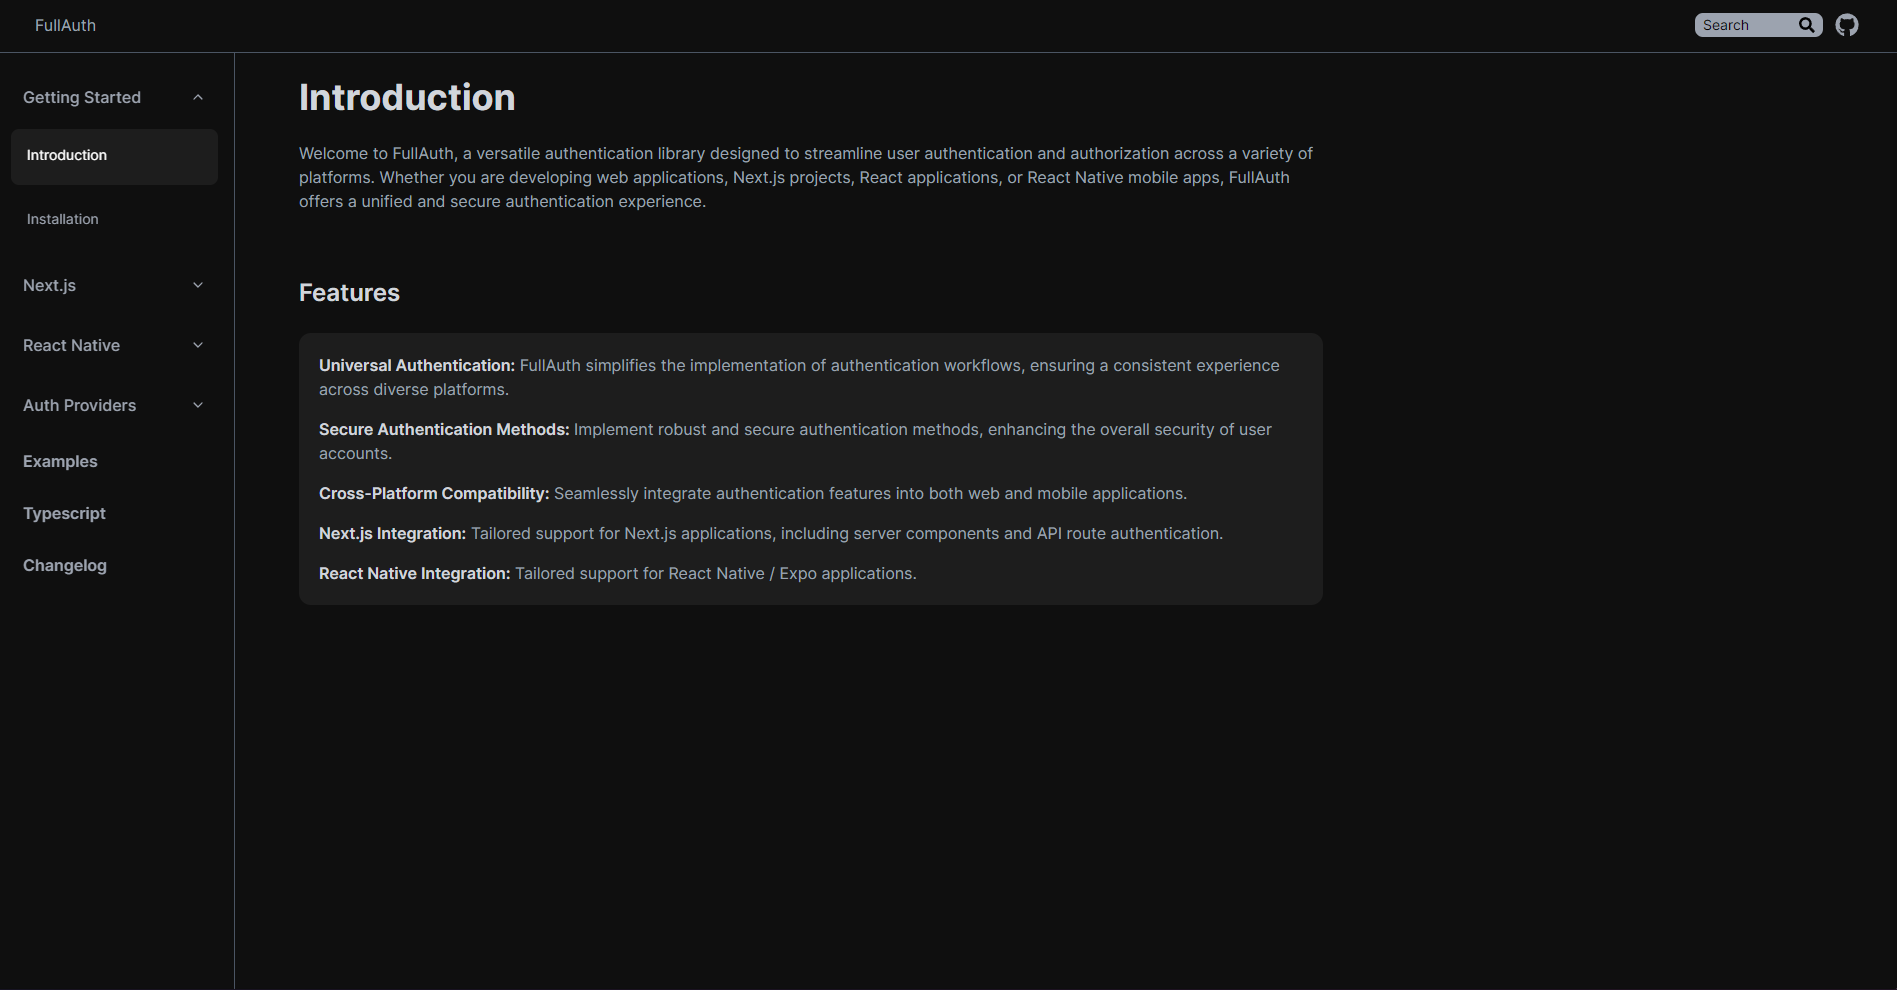 FullAuth
Search
Getting Started
Introduction
Installation
Next.js
React Native
Auth Providers
Examples
Typescript
Changelog
Introduction
Welcome to FullAuth, a versatile authentication library designed to streamline user authentication and authorization across a variety of
platforms. Whether you are developing web applications, Next.js projects, React applications, or React Native mobile apps, FullAuth
offers a unified and secure authentication experience.
Features
Universal Authentication: FullAuth simplifies the implementation of authentication workflows, ensuring a consistent experience
across diverse platforms.
Secure Authentication Methods: Implement robust and secure authentication methods, enhancing the overall security of user
accounts.
Cross-Platform Compatibility: Seamlessly integrate authentication features into both web and mobile applications.
Next.js Integration: Tailored support for Next.js applications, including server components and API route authentication.
React Native Integration: Tailored support for React Native / Expo applications.